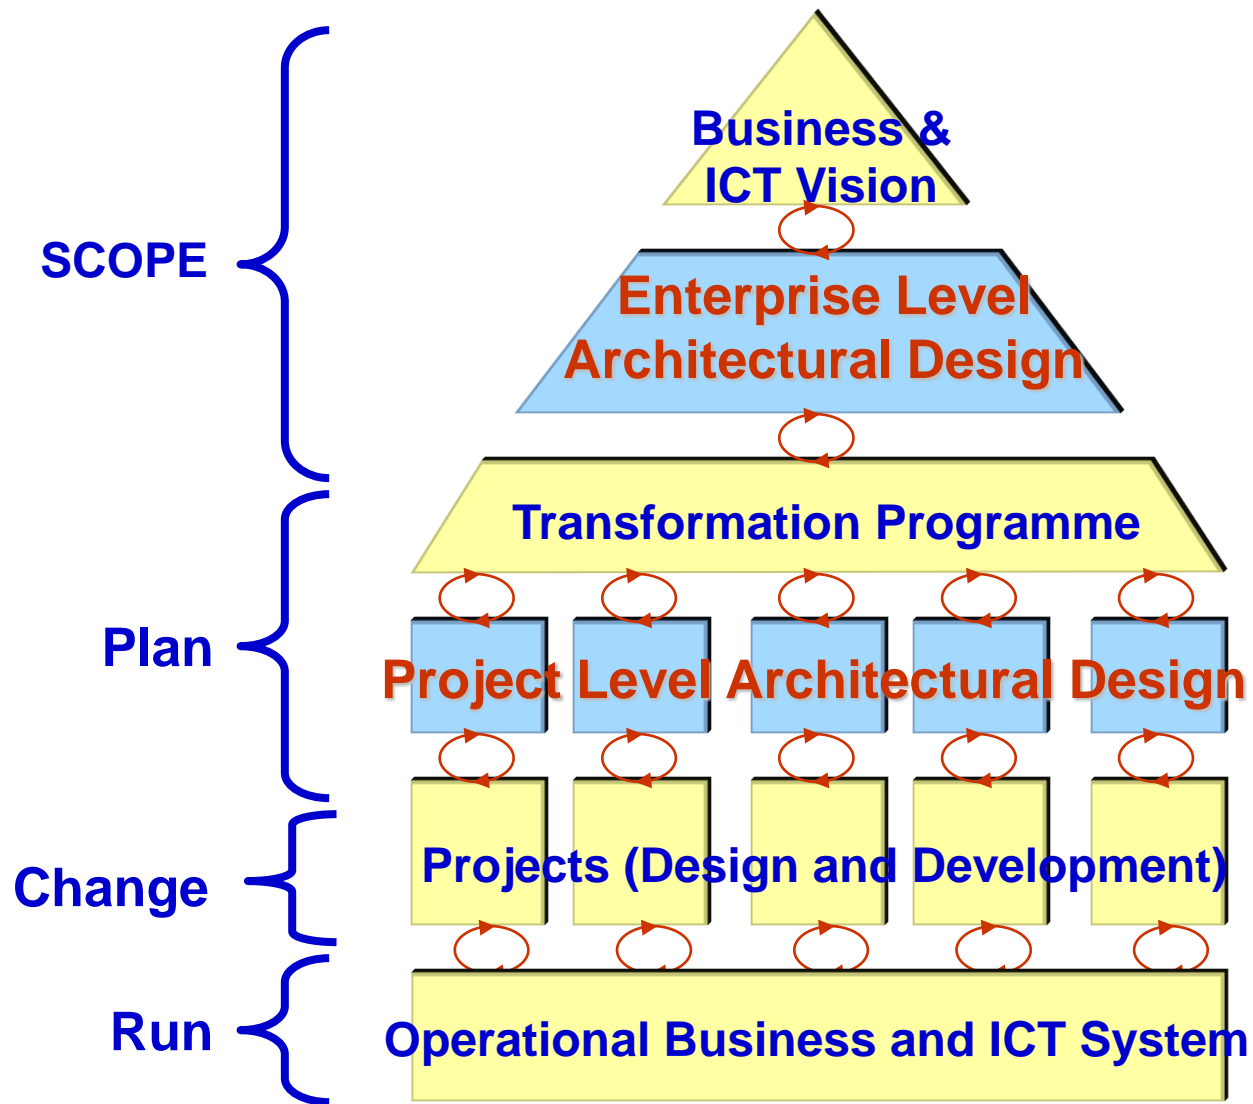 Business &
ICT Vision
SCOPE
Enterprise Level
Architectural Design
Transformation Programme
Plan
Project Level Architectural Design
Change
Projects (Design and Development)
Run
Operational Business and ICT System